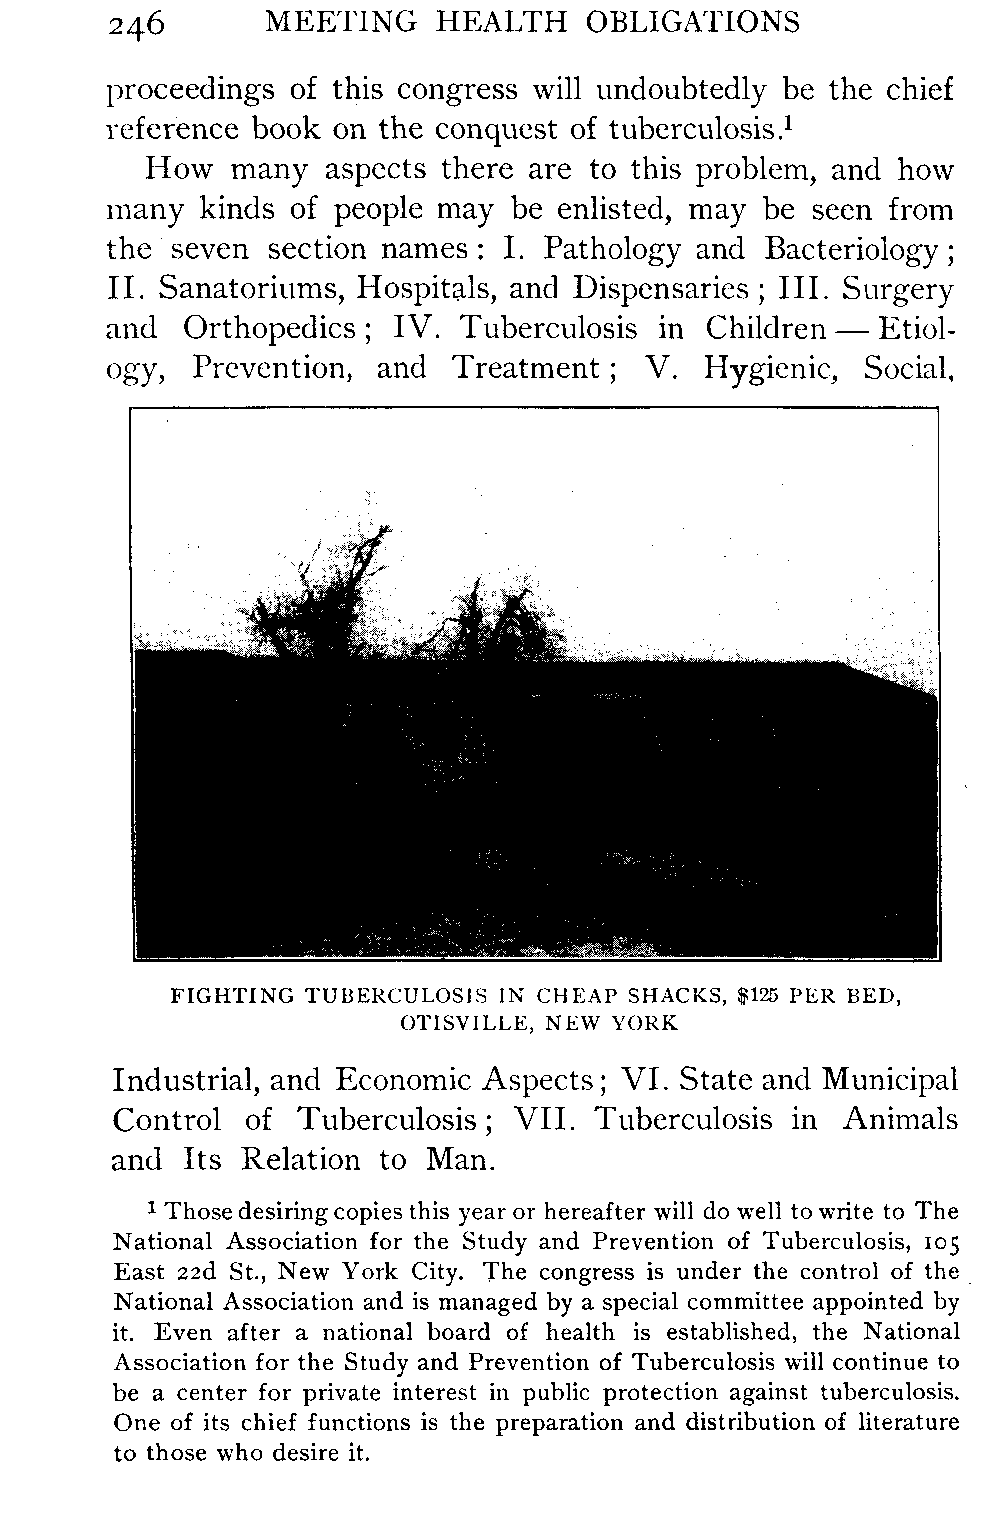 246 MEETING HEALTH OBLIGATIONS
proceedings of this congress will undoubtedly be the chief
reference book on the conquest of tuberculosis.¹
How many aspects there are to this problem, and how
many kinds of people may be enlisted, may be seen from
the seven section names : I. Pathology and Bacteriology ;
II. Sanatoriums, Hospitals, and Dispensaries ; III. Surgery
and Orthopedics ; IV. Tuberculosis in Children — Etiol-
ogy, Prevention, and Treatment ; V. Hygienic, Social,
FIGHTING TUBERCULOSIS IN CHEAP SHACKS, $125 PER BED,
OTISVILLE, NEW YORK
Industrial, and Economic Aspects ; VI. State and Municipal
Control of Tuberculosis ; VII. Tuberculosis in Animals
and Its Relation to Man.
¹ Those desiring copies this year or hereafter will do well to write to The
National Association for the Study and Prevention of Tuberculosis, 105
East 22d St., New York City. The congress is under the control of the
National Association and is managed by a special committee appointed by
it. Even after a national board of health is established, the National
Association for the Study and Prevention of Tuberculosis will continue to
be a center for private interest in public protection against tuberculosis.
One of its chief functions is the preparation and distribution of literature
to those who desire it.